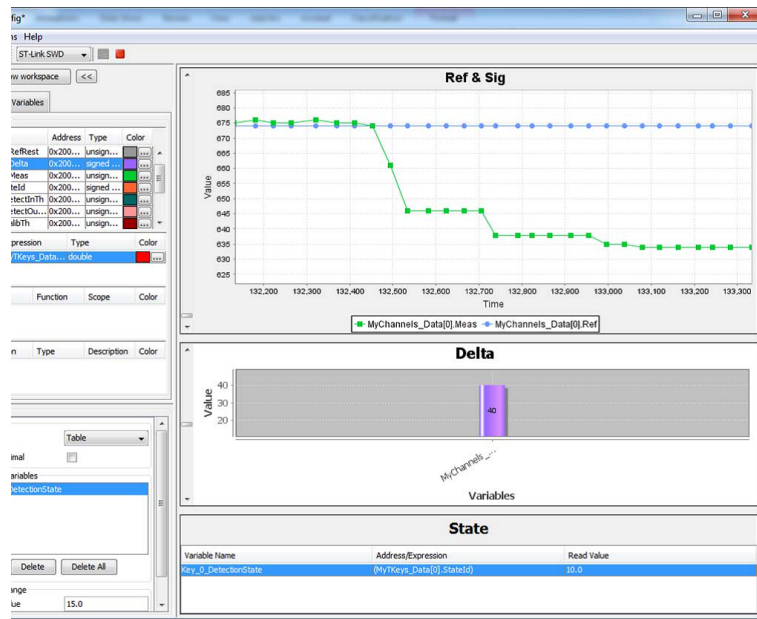 fig*
ns Help
ST-Link SWD
ow workspace <<
Variables
Address Type Color
RefRest 0x200... unsign... ...
Delta 0x200... signed ... ...
Meas 0x200... unsign... ...
teId 0x200... signed ... ...
etectInTh 0x200... unsign... ...
etectOu... 0x200... unsign... ...
alibTh 0x200... unsign... ...
pression Type Color
yTKeys_Data... double ...
Function Scope Color
n Type Description Color
Table
imal
ariables
DetectionState
Delete Delete All
ange
lue 15.0
Ref & Sig
685
680
675
670
665
660
655
650
645
640
635
630
625
Value
132,200 132,300 132,400 132,500 132,600 132,700 132,800 132,900 133,000 133,100 133,200 133,300
Time
MyChannels_Data[0].Meas MyChannels_Data[0].Ref
Delta
40
30
20
Value
40
MyChannels_...
Variables
State
Variable Name Address/Expression Read Value
Key_0_DetectionState (MyTKeys_Data[0].StateId) 10.0